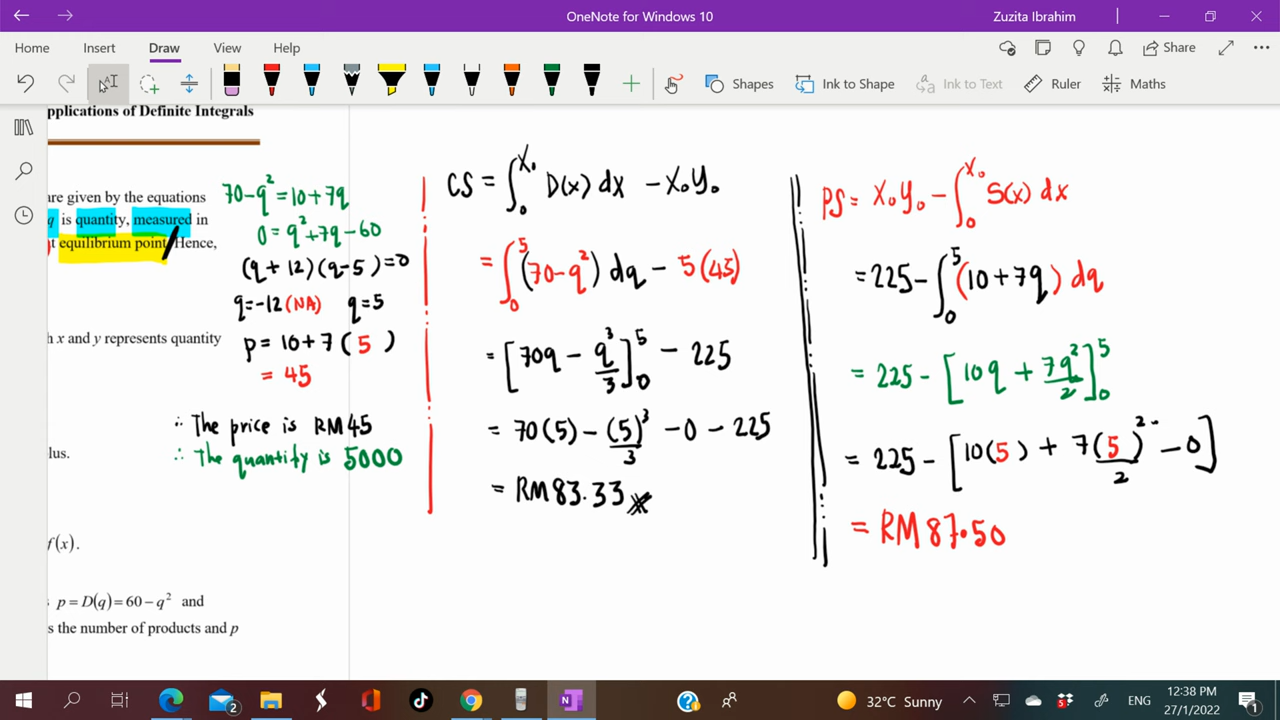 OneNote for Windows 10
Zuzita Ibrahim
Home Insert Draw View Help
Share
Shapes Ink to Shape Ink to Text Ruler Maths
pplications of Definite Integrals
are given by the equations
q is quantity, measured in
t equilibrium point. Hence,
h x and y represents quantity
lus.
f(x).
p = D(q) = 60 − q² and
s the number of products and p
70 − q² = 10 + 7q
0 = q² + 7q − 60
(q + 12)(q − 5) = 0
q = −12 (NA) q = 5
p = 10 + 7(5)
= 45
∴ The price is RM45
∴ The quantity is 5000
CS = ∫₀^X₀ D(x) dx − X₀Y₀
= ∫₀^5 (70 − q²) dq − 5(45)
= [70q − q³/3]₀^5 − 225
= 70(5) − (5)³/3 − 0 − 225
= RM83.33
PS = X₀Y₀ − ∫₀^X₀ S(x) dx
= 225 − ∫₀^5 (10 + 7q) dq
= 225 − [10q + 7q²/2]₀^5
= 225 − [10(5) + 7(5)²/2 − 0]
= RM87.50
2
32°C Sunny
ENG
12:38 PM
27/1/2022
1